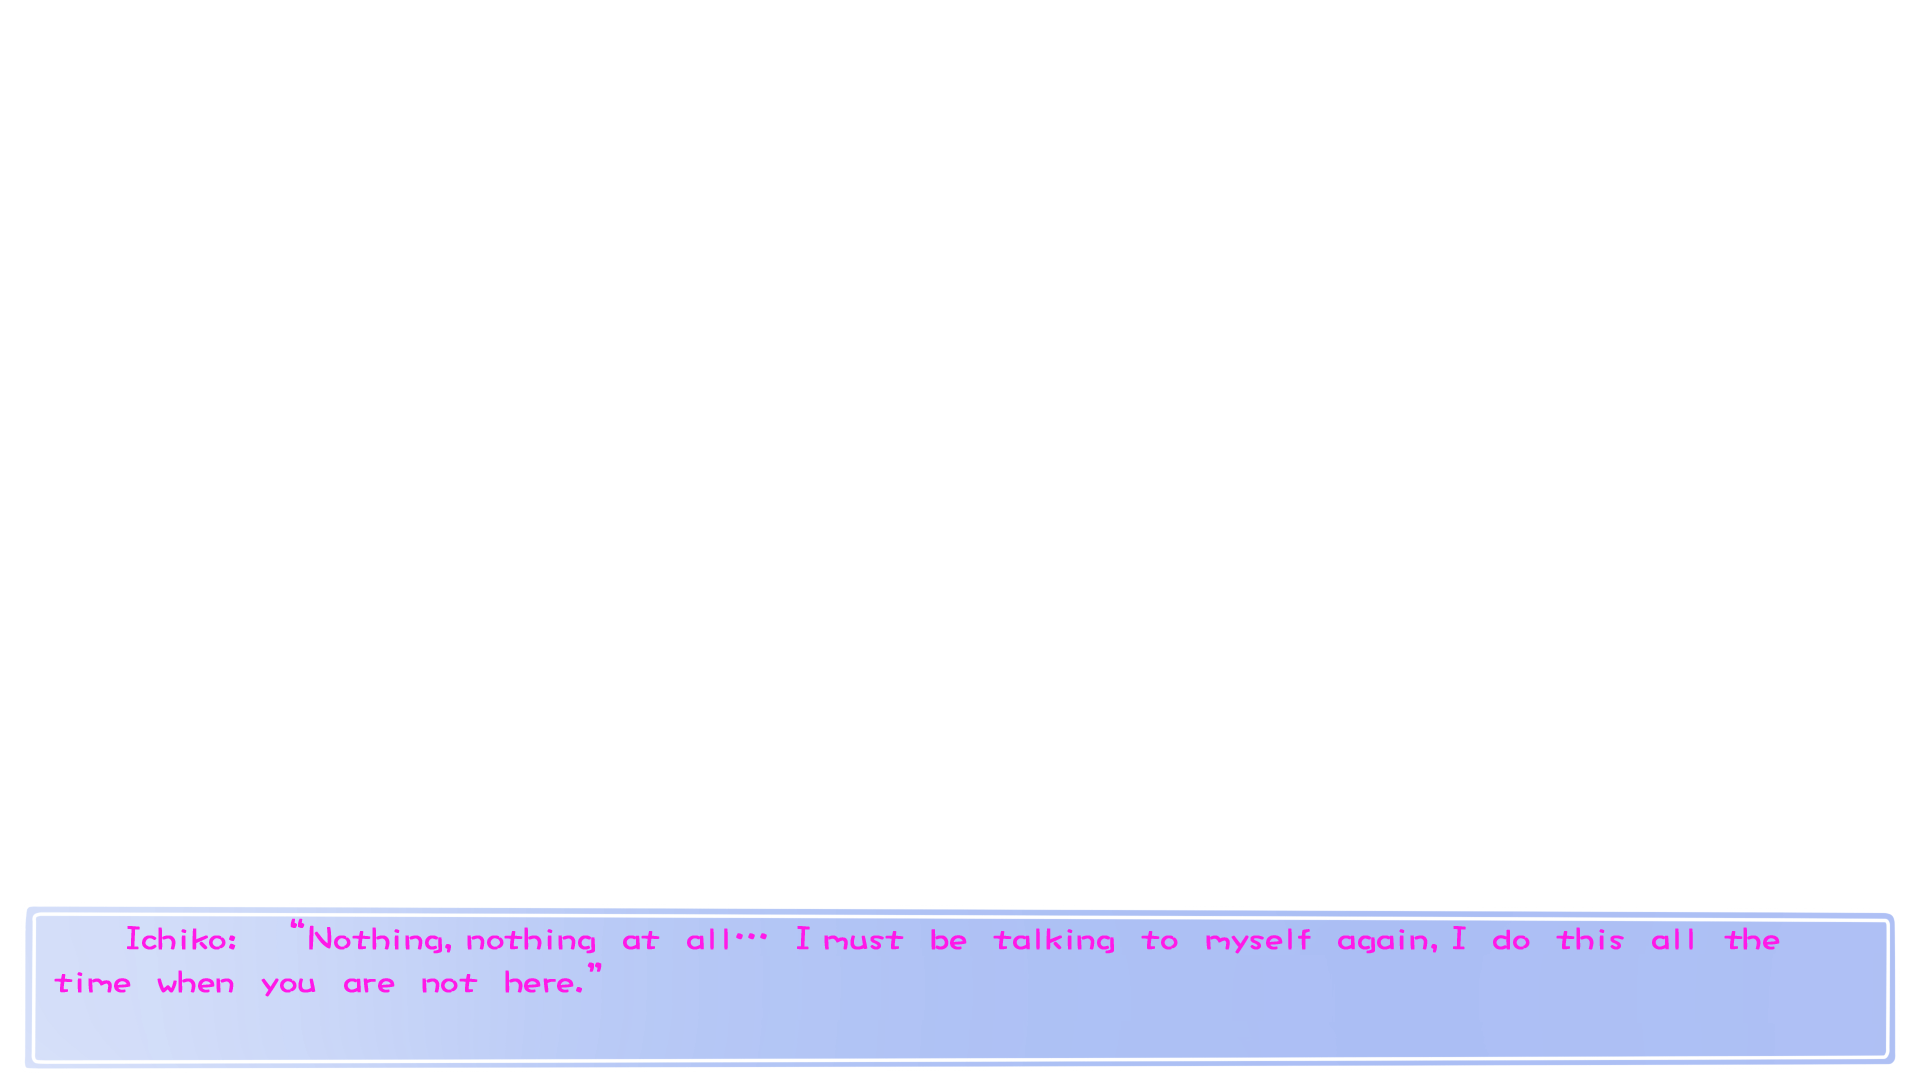 Ichiko: “Nothing, nothing at all… I must be talking to myself again, I do this all the
time when you are not here.”